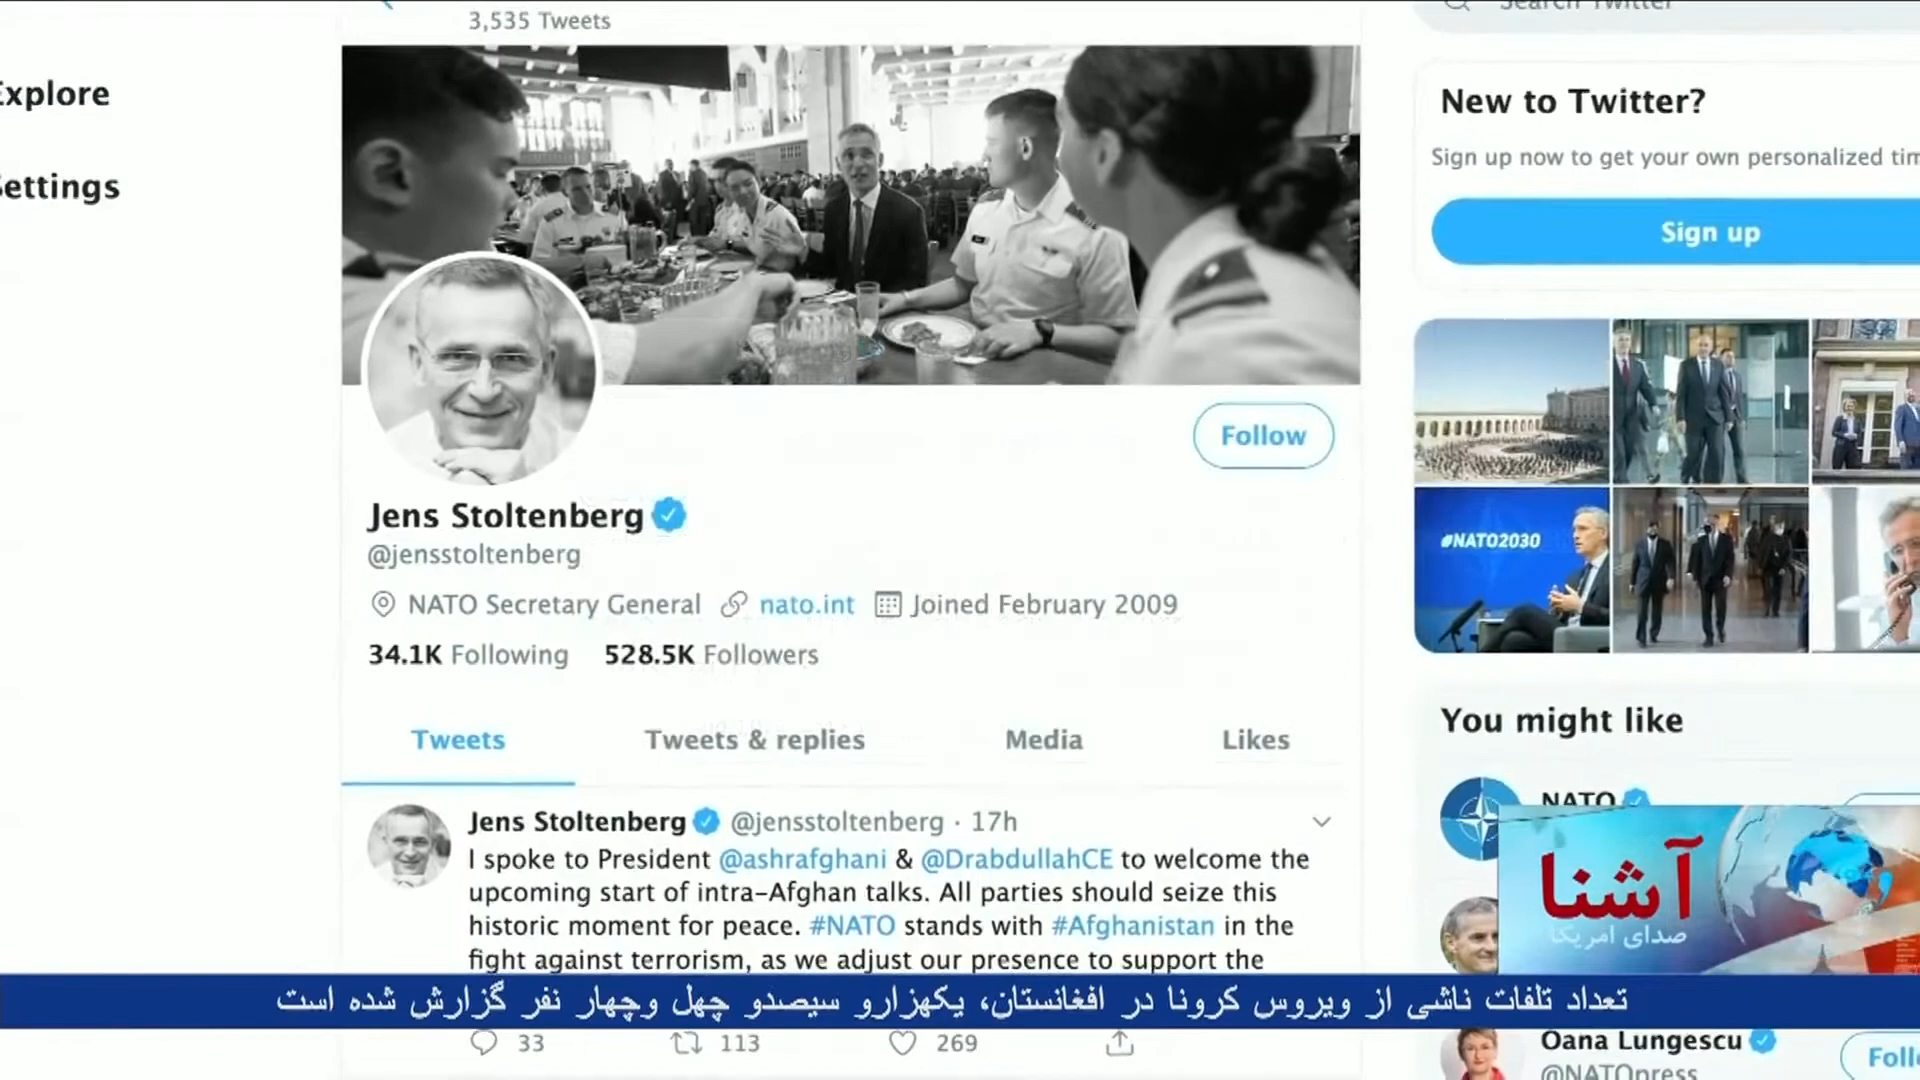 3,535 Tweets
Explore
Settings
New to Twitter?
Sign up now to get your own personalized
Sign up
#NATO2030
Follow
Jens Stoltenberg
@jensstoltenberg
NATO Secretary General nato.int Joined February 2009
34.1K Following 528.5K Followers
Tweets Tweets & replies Media Likes
You might like
NATO
Jens Stoltenberg @jensstoltenberg · 17h
I spoke to President @ashrafghani & @DrabdullahCE to welcome the
upcoming start of intra-Afghan talks. All parties should seize this
historic moment for peace. #NATO stands with #Afghanistan in the
fight against terrorism, as we adjust our presence to support the
آشنا
صدای امریکا
تعداد تلفات ناشی از ویروس کرونا در افغانستان، یکهزارو سیصدو چهل وچهار نفر گزارش شده است
33 113 269
Oana Lungescu
@NATOpress